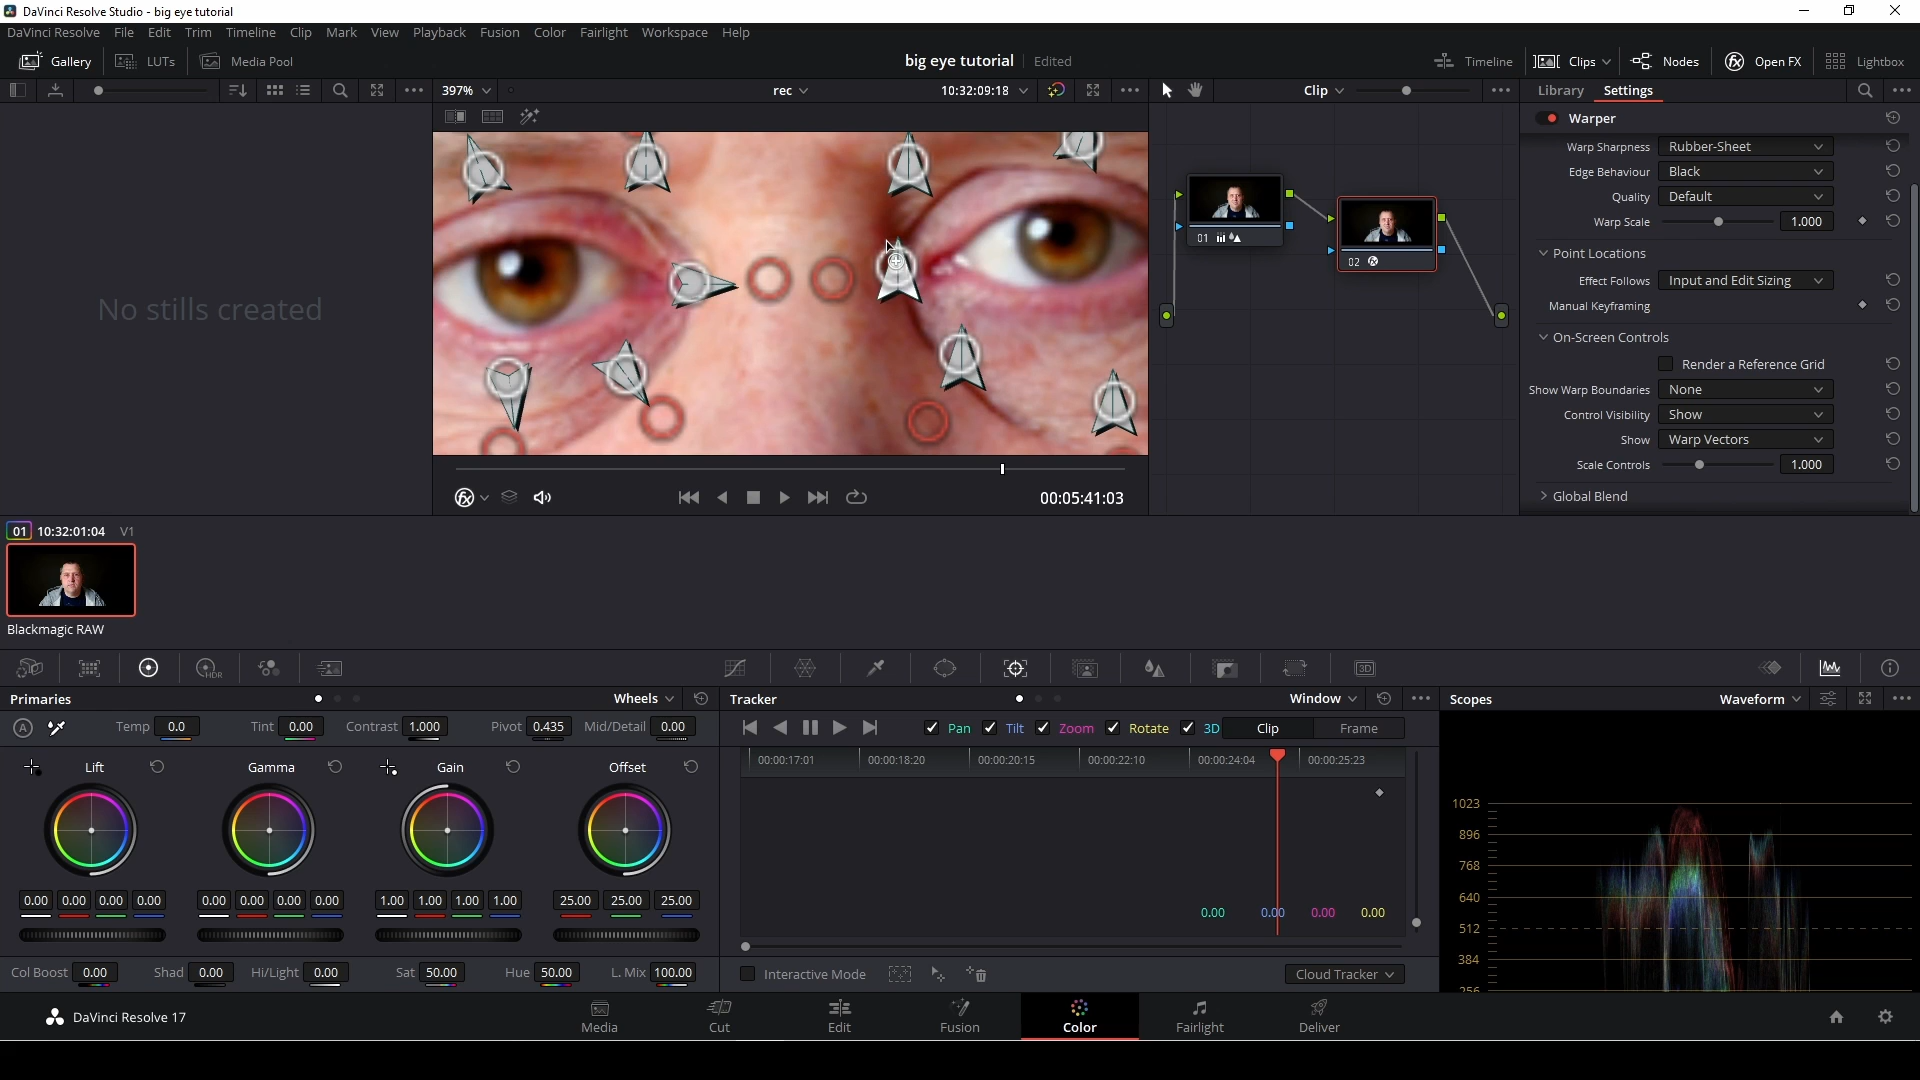 DaVinci Resolve Studio - big eye tutorial
DaVinci Resolve File Edit Trim Timeline Clip Mark View Playback Fusion Color Fairlight Workspace Help
Gallery LUTs Media Pool big eye tutorial Edited Timeline Clips Nodes Open FX Lightbox
397% rec 10:32:09:18 Clip Library Settings
Warper
Warp Sharpness Rubber-Sheet
Edge Behaviour Black
Quality Default
Warp Scale 1.000
01
02
Point Locations
Effect Follows Input and Edit Sizing
Manual Keyframing
No stills created
On-Screen Controls
Render a Reference Grid
Show Warp Boundaries None
Control Visibility Show
Show Warp Vectors
Scale Controls 1.000
Global Blend
00:05:41:03
01 10:32:01:04 V1
Blackmagic RAW
HDR 3D
Primaries Wheels Tracker Window Scopes Waveform
A Temp 0.0 Tint 0.00 Contrast 1.000 Pivot 0.435 Mid/Detail 0.00 Pan Tilt Zoom Rotate 3D Clip Frame
Lift Gamma Gain Offset
00:00:17:01 00:00:18:20 00:00:20:15 00:00:22:10 00:00:24:04 00:00:25:23
1023
896
768
640
512
384
256
0.00 0.00 0.00 0.00 0.00 0.00 0.00 0.00 1.00 1.00 1.00 1.00 25.00 25.00 25.00
0.00 0.00 0.00 0.00
Col Boost 0.00 Shad 0.00 Hi/Light 0.00 Sat 50.00 Hue 50.00 L. Mix 100.00 Interactive Mode Cloud Tracker
DaVinci Resolve 17 Media Cut Edit Fusion Color Fairlight Deliver